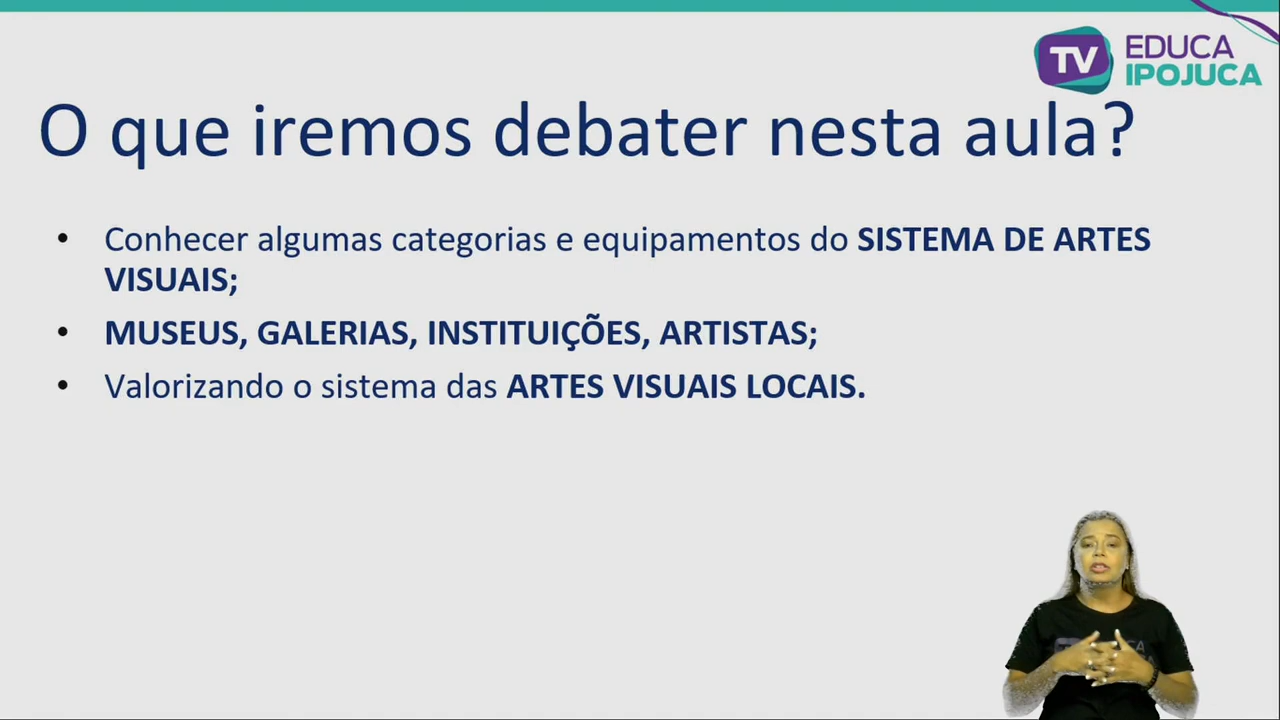 TV EDUCA
IPOJUCA
O que iremos debater nesta aula?
• Conhecer algumas categorias e equipamentos do SISTEMA DE ARTES
VISUAIS;
• MUSEUS, GALERIAS, INSTITUIÇÕES, ARTISTAS;
• Valorizando o sistema das ARTES VISUAIS LOCAIS.
TV